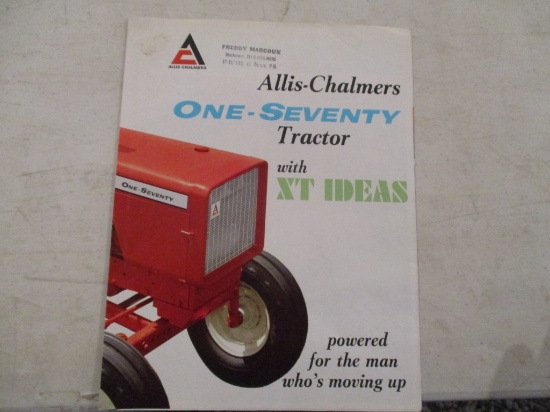 ALLIS-CHALMERS
FREDDY
Allis-Chalmers
ONE-SEVENTY
Tractor
with
XT IDEAS
ONE-SEVENTY
powered
for the man
who's moving up